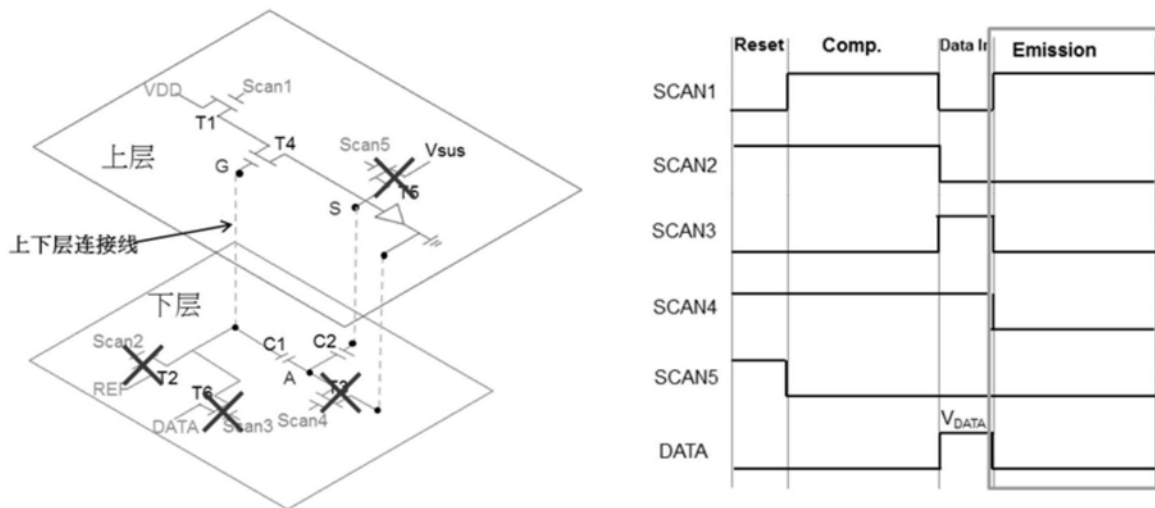 VDD
Scan1
T1
上层
G
T4
Scan5
Vsus
T5
S
上下层连接线
下层
Scan2
T2
REF
C1
C2
A
T3
T6
Scan4
DATA
Scan3
Reset
Comp.
Data In
Emission
SCAN1
SCAN2
SCAN3
SCAN4
SCAN5
V_DATA
DATA